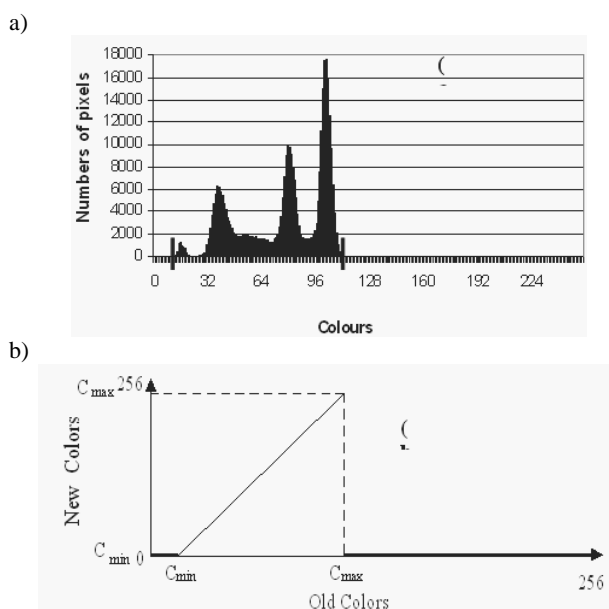 a)
18000
16000
14000
12000
10000
8000
6000
4000
2000
0
Numbers of pixels
(
0 32 64 96 128 160 192 224
Colours
b)
C max 256
New Colors
(
C min 0
C min C max 256
Old Colors